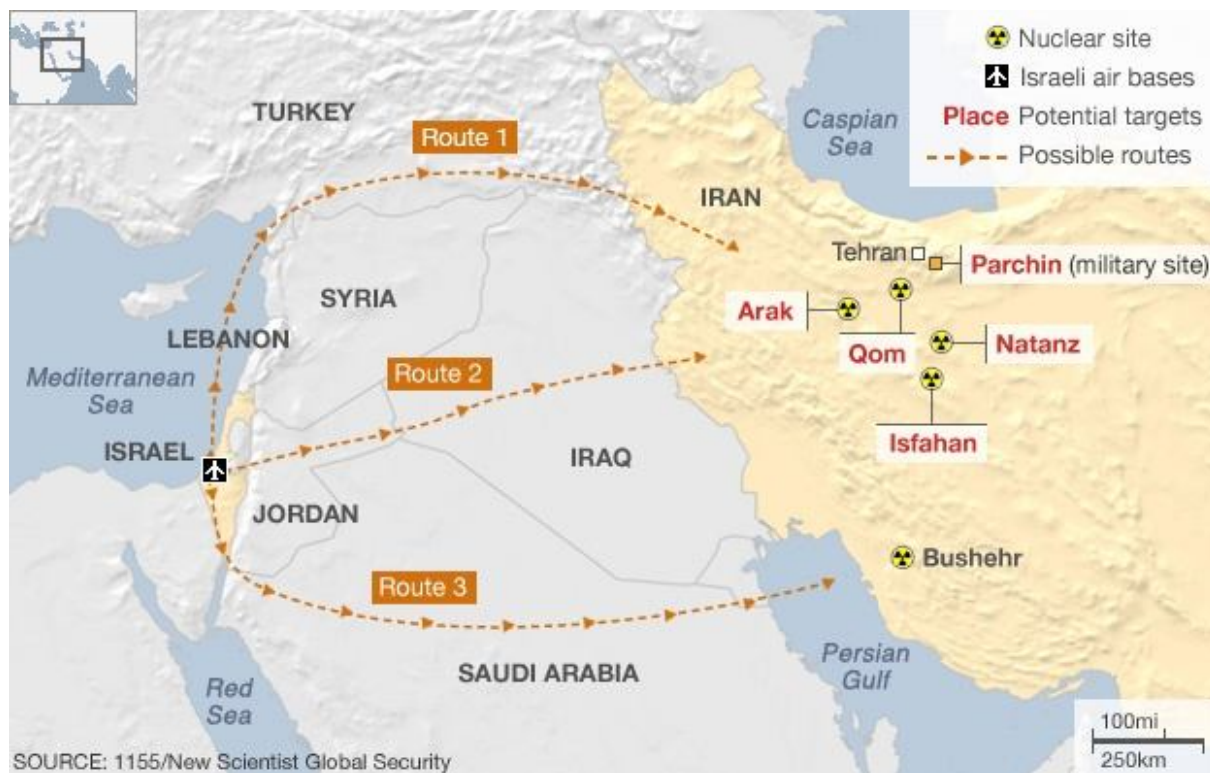 Nuclear site
Israeli air bases
Place Potential targets
Possible routes
TURKEY
Route 1
Caspian
Sea
IRAN
Tehran
Parchin (military site)
SYRIA
Arak
LEBANON
Qom
Natanz
Mediterranean
Sea
Route 2
ISRAEL
Isfahan
IRAQ
JORDAN
Bushehr
Route 3
Persian
Gulf
SAUDI ARABIA
Red
Sea
100mi
250km
SOURCE: 1155/New Scientist Global Security